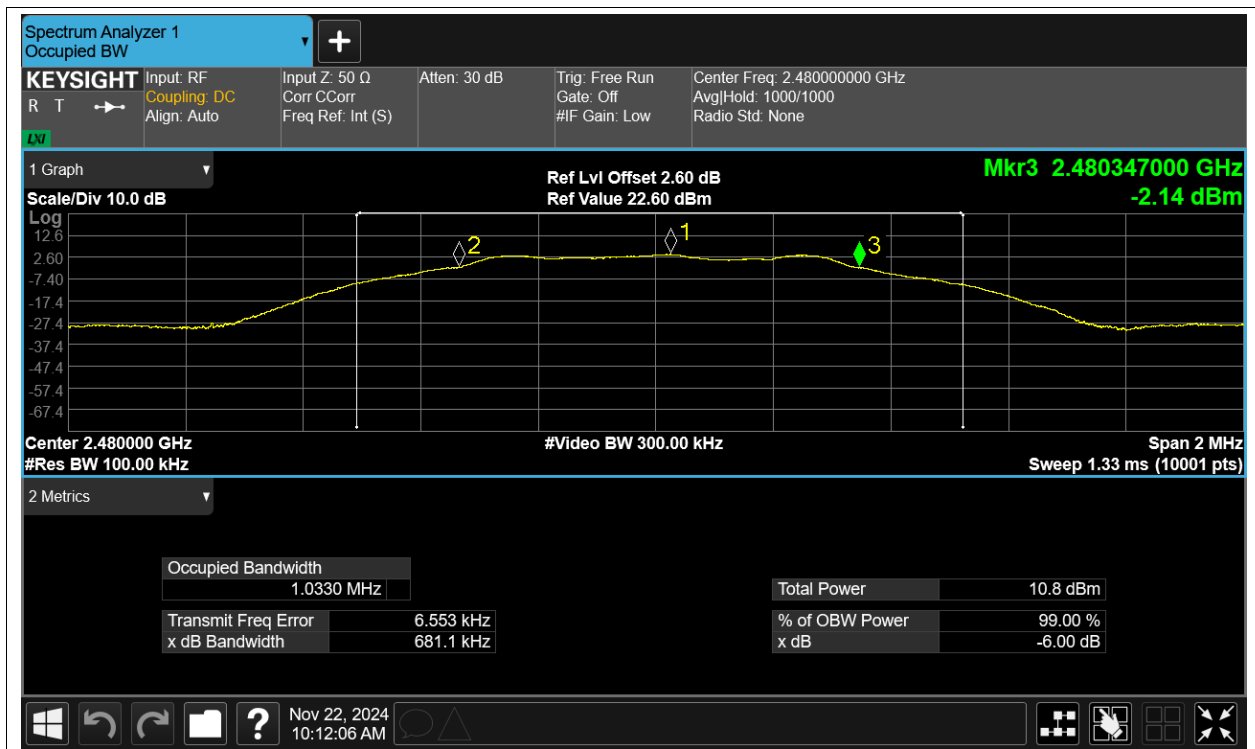 Spectrum Analyzer 1
Occupied BW
KEYSIGHT
R T
LXI
Input: RF
Coupling: DC
Align: Auto
Input Z: 50 Ω
Corr CCorr
Freq Ref: Int (S)
Atten: 30 dB
Trig: Free Run
Gate: Off
#IF Gain: Low
Center Freq: 2.480000000 GHz
Avg|Hold: 1000/1000
Radio Std: None
1 Graph
Scale/Div 10.0 dB
Ref Lvl Offset 2.60 dB
Ref Value 22.60 dBm
Mkr3 2.480347000 GHz
-2.14 dBm
Log
12.6
2.60
-7.40
-17.4
-27.4
-37.4
-47.4
-57.4
-67.4
2
1
3
Center 2.480000 GHz
#Res BW 100.00 kHz
#Video BW 300.00 kHz
Span 2 MHz
Sweep 1.33 ms (10001 pts)
2 Metrics
Occupied Bandwidth
1.0330 MHz
Transmit Freq Error 6.553 kHz
x dB Bandwidth 681.1 kHz
Total Power 10.8 dBm
% of OBW Power 99.00 %
x dB -6.00 dB
?
Nov 22, 2024
10:12:06 AM